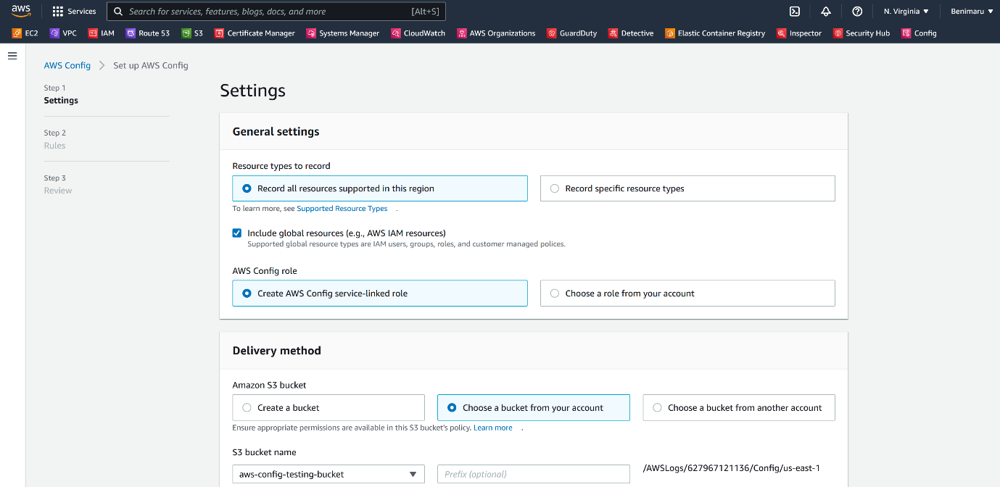 aws Services Search for services, features, blogs, docs, and more [Alt+S] N. Virginia Benimaru
EC2 VPC IAM Route 53 S3 Certificate Manager Systems Manager CloudWatch AWS Organizations GuardDuty Detective Elastic Container Registry Inspector Security Hub Config
AWS Config Set up AWS Config
Step 1
Settings
Step 2
Rules
Step 3
Review
Settings
General settings
Resource types to record
Record all resources supported in this region Record specific resource types
To learn more, see Supported Resource Types .
Include global resources (e.g., AWS IAM resources)
Supported global resource types are IAM users, groups, roles, and customer managed polices.
AWS Config role
Create AWS Config service-linked role Choose a role from your account
Delivery method
Amazon S3 bucket
Create a bucket Choose a bucket from your account Choose a bucket from another account
Ensure appropriate permissions are available in this S3 bucket's policy. Learn more .
S3 bucket name
aws-config-testing-bucket Prefix (optional) /AWSLogs/627967121136/Config/us-east-1